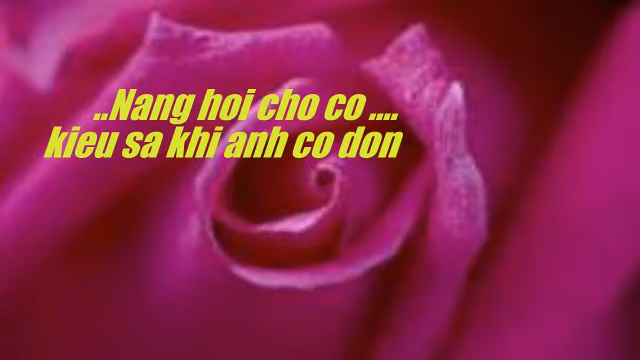 ..Nang hoi cho co ....
kieu sa khi anh co don